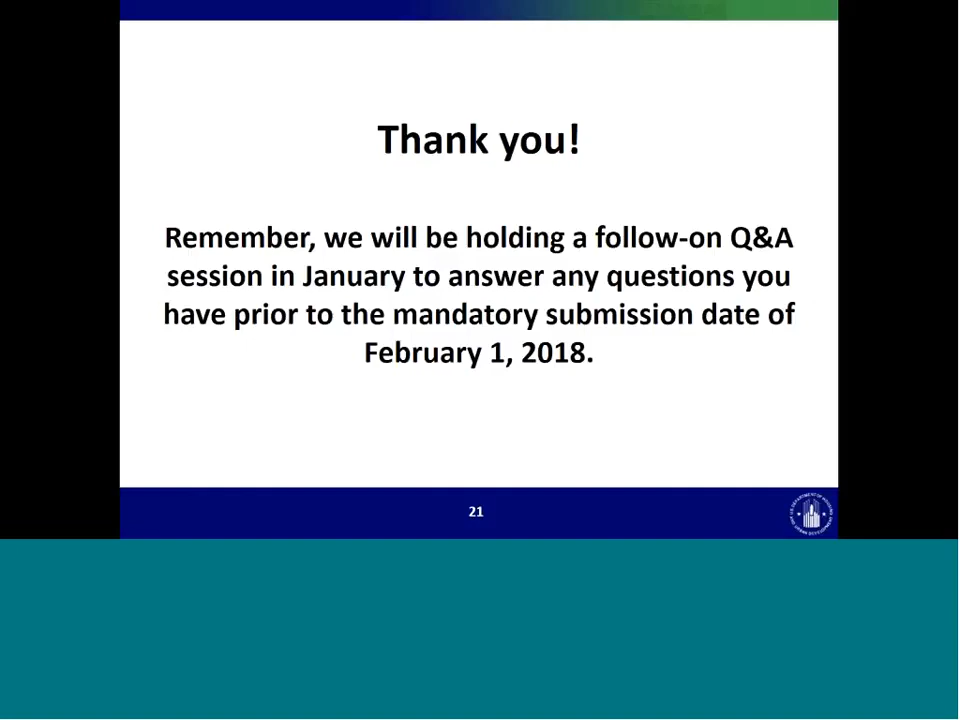 Thank you!
Remember, we will be holding a follow-on Q&A
session in January to answer any questions you
have prior to the mandatory submission date of
February 1, 2018.
21